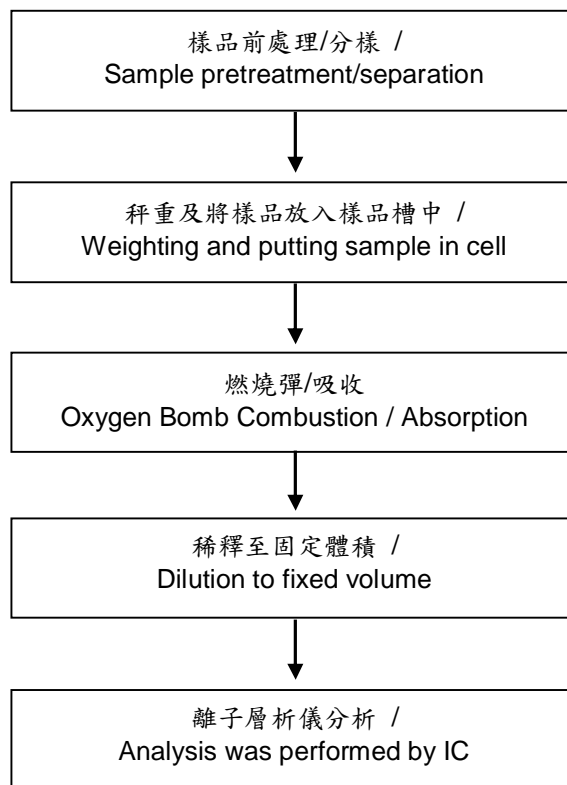 樣品前處理/分樣 /
Sample pretreatment/separation
秤重及將樣品放入樣品槽中 /
Weighting and putting sample in cell
燃燒彈/吸收
Oxygen Bomb Combustion / Absorption
稀釋至固定體積 /
Dilution to fixed volume
離子層析儀分析 /
Analysis was performed by IC